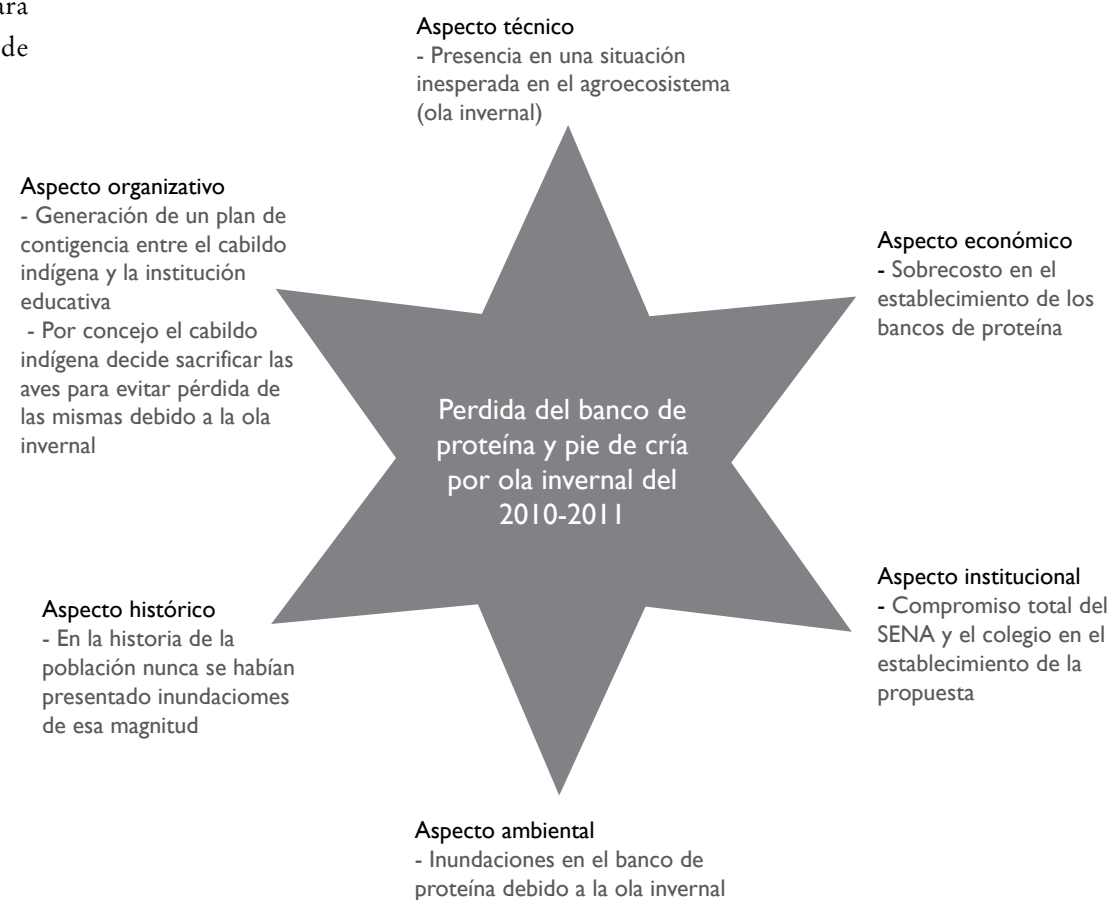 ara
de
Aspecto técnico
- Presencia en una situación
inesperada en el agroecosistema
(ola invernal)
Aspecto organizativo
- Generación de un plan de
contigencia entre el cabildo
indígena y la institución
educativa
- Por concejo el cabildo
indígena decide sacrificar las
aves para evitar pérdida de
las mismas debido a la ola
invernal
Aspecto económico
- Sobrecosto en el
establecimiento de los
bancos de proteína
Perdida del banco de
proteína y pie de cría
por ola invernal del
2010-2011
Aspecto histórico
- En la historia de la
población nunca se habían
presentado inundaciomes
de esa magnitud
Aspecto institucional
- Compromiso total del
SENA y el colegio en el
establecimiento de la
propuesta
Aspecto ambiental
- Inundaciones en el banco de
proteína debido a la ola invernal